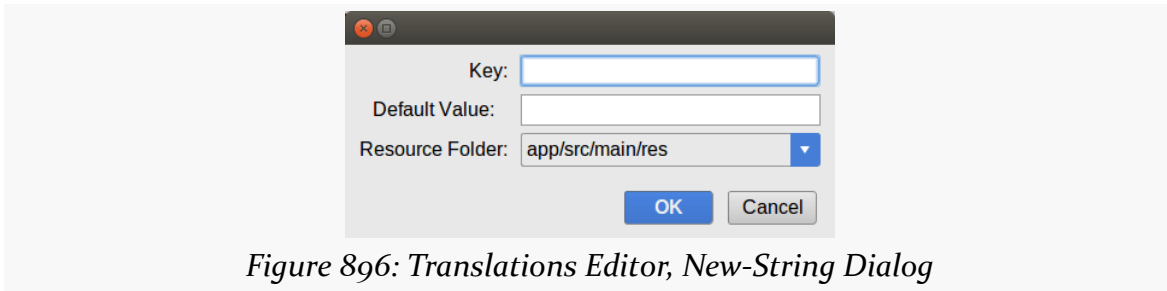 Key:
Default Value:
Resource Folder: app/src/main/res
OK Cancel
Figure 896: Translations Editor, New-String Dialog